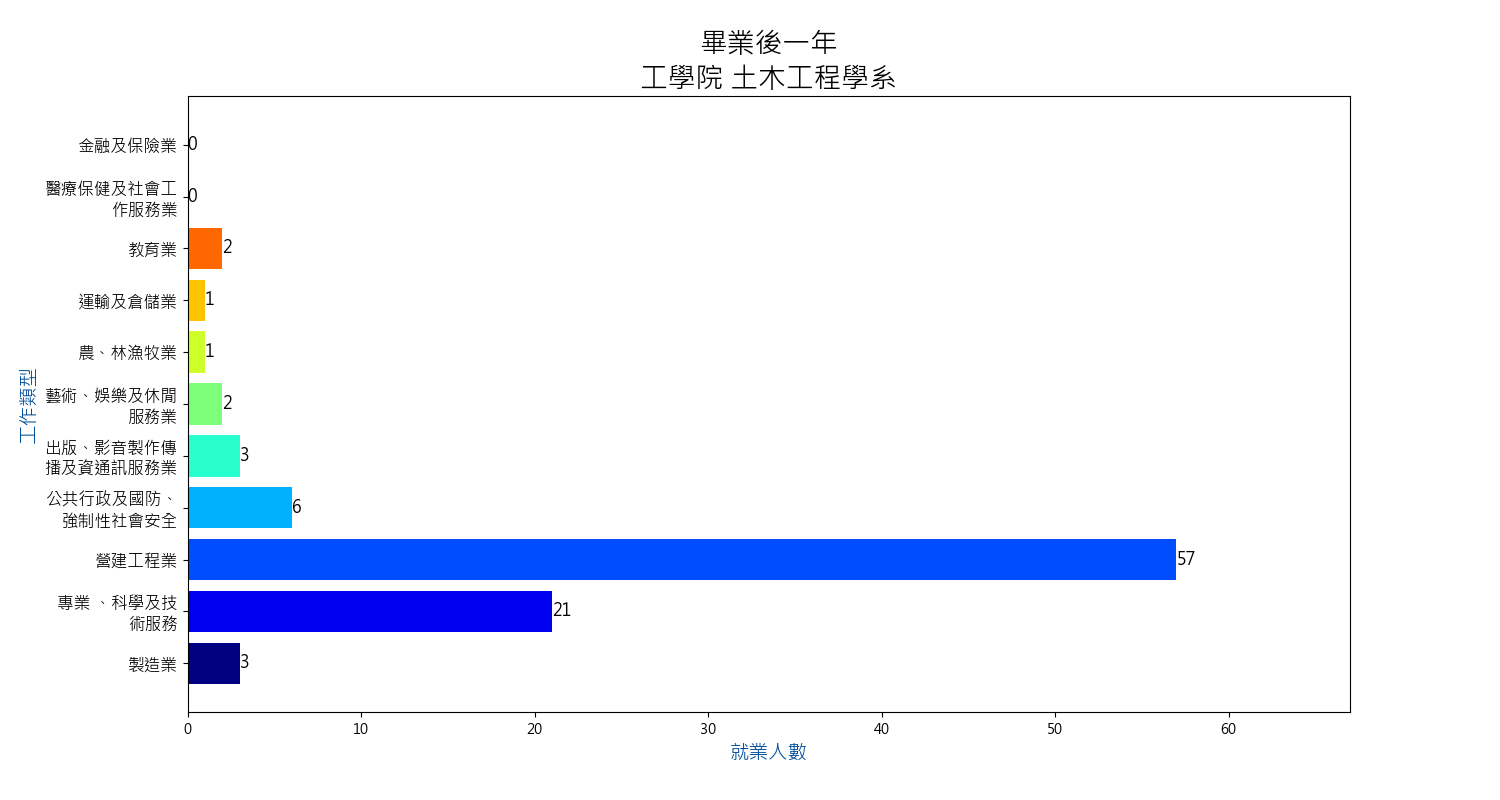 畢業後一年
工學院 土木工程學系
金融及保險業
0
醫療保健及社會工
作服務業
0
教育業
2
運輸及倉儲業
1
農、林漁牧業
1
藝術、娛樂及休閒
服務業
2
出版、影音製作傳
播及資通訊服務業
3
公共行政及國防、
強制性社會安全
6
營建工程業
57
專業 、科學及技
術服務
21
製造業
3
工作類型
0 10 20 30 40 50 60
就業人數